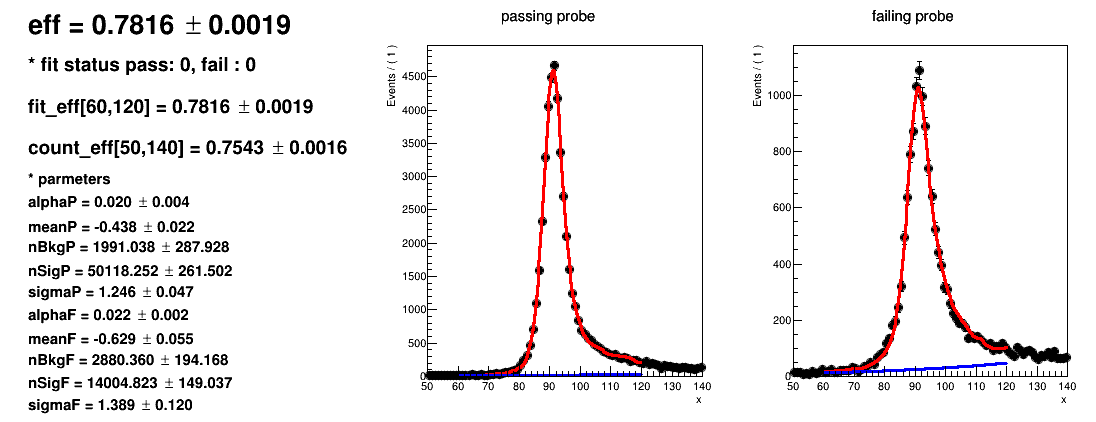 eff = 0.7816 ± 0.0019
* fit status pass: 0, fail : 0
fit_eff[60,120] = 0.7816 ± 0.0019
count_eff[50,140] = 0.7543 ± 0.0016
* parmeters
alphaP = 0.020 ± 0.004
meanP = -0.438 ± 0.022
nBkgP = 1991.038 ± 287.928
nSigP = 50118.252 ± 261.502
sigmaP = 1.246 ± 0.047
alphaF = 0.022 ± 0.002
meanF = -0.629 ± 0.055
nBkgF = 2880.360 ± 194.168
nSigF = 14004.823 ± 149.037
sigmaF = 1.389 ± 0.120
passing probe
Events / ( 1 )
4500
4000
3500
3000
2500
2000
1500
1000
500
0
50 60 70 80 90 100 110 120 130 140
x
failing probe
Events / ( 1 )
1000
800
600
400
200
0
50 60 70 80 90 100 110 120 130 140
x